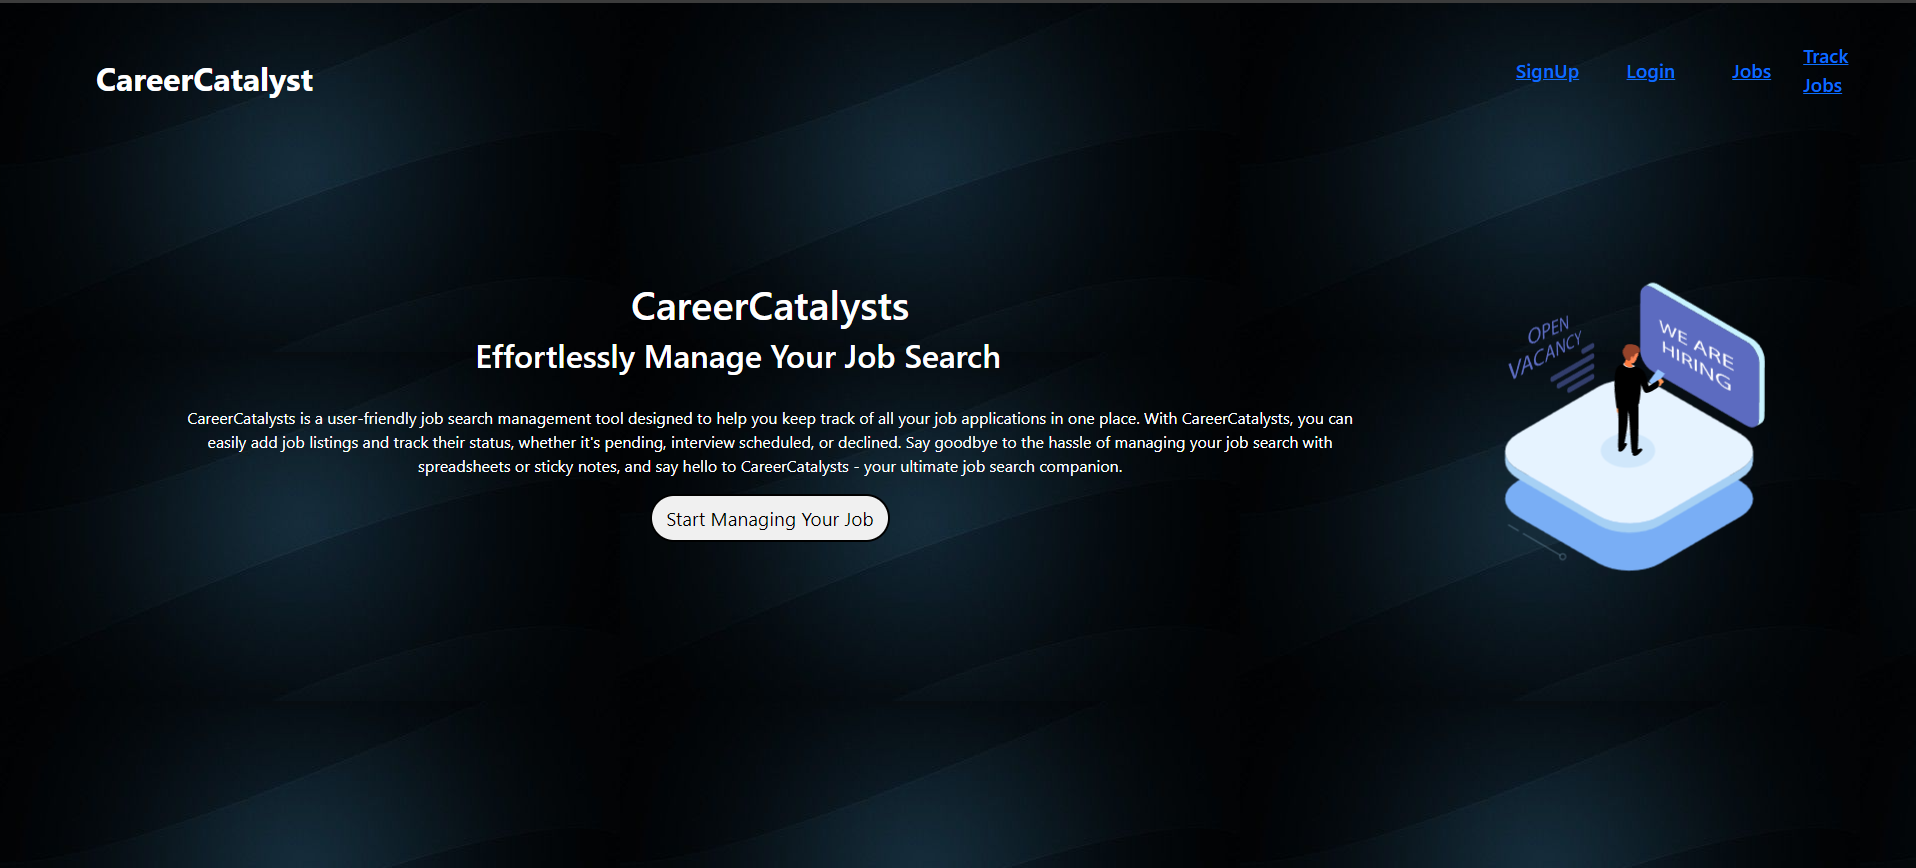 CareerCatalyst
SignUp
Login
Jobs
Track
Jobs
CareerCatalysts
Effortlessly Manage Your Job Search
CareerCatalysts is a user-friendly job search management tool designed to help you keep track of all your job applications in one place. With CareerCatalysts, you can
easily add job listings and track their status, whether it's pending, interview scheduled, or declined. Say goodbye to the hassle of managing your job search with
spreadsheets or sticky notes, and say hello to CareerCatalysts - your ultimate job search companion.
Start Managing Your Job
OPEN
VACANCY
WE ARE
HIRING